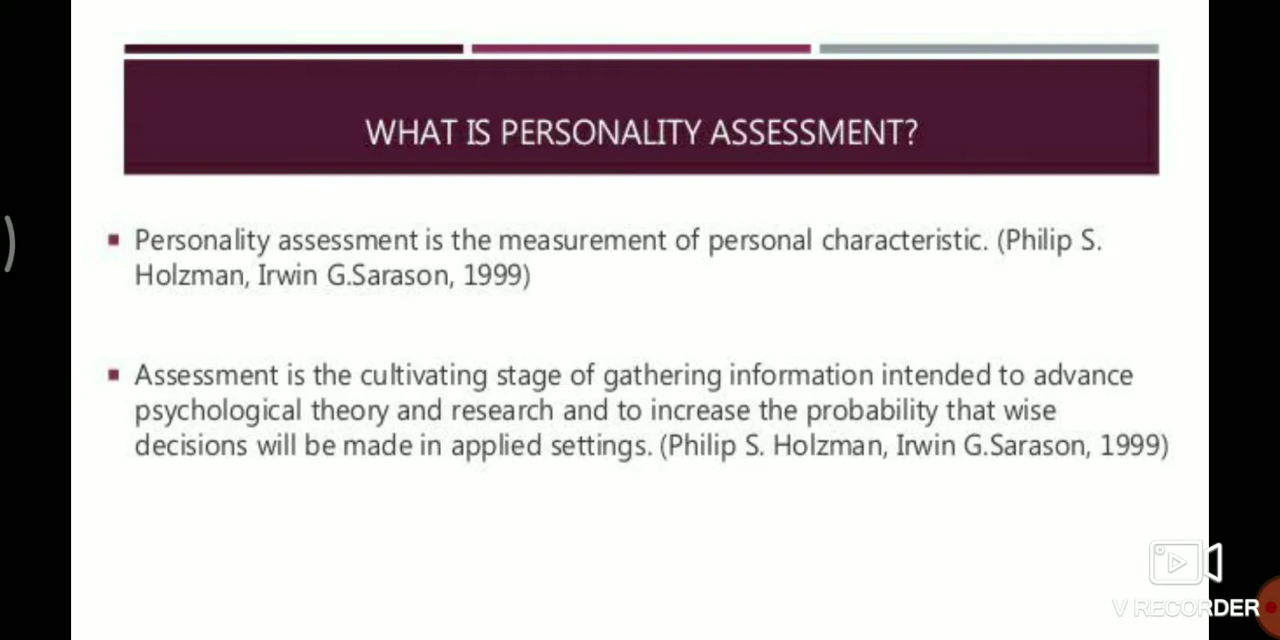 WHAT IS PERSONALITY ASSESSMENT?
Personality assessment is the measurement of personal characteristic. (Philip S.
Holzman, Irwin G.Sarason, 1999)
Assessment is the cultivating stage of gathering information intended to advance
psychological theory and research and to increase the probability that wise
decisions will be made in applied settings. (Philip S. Holzman, Irwin G.Sarason, 1999)
V RECORDER